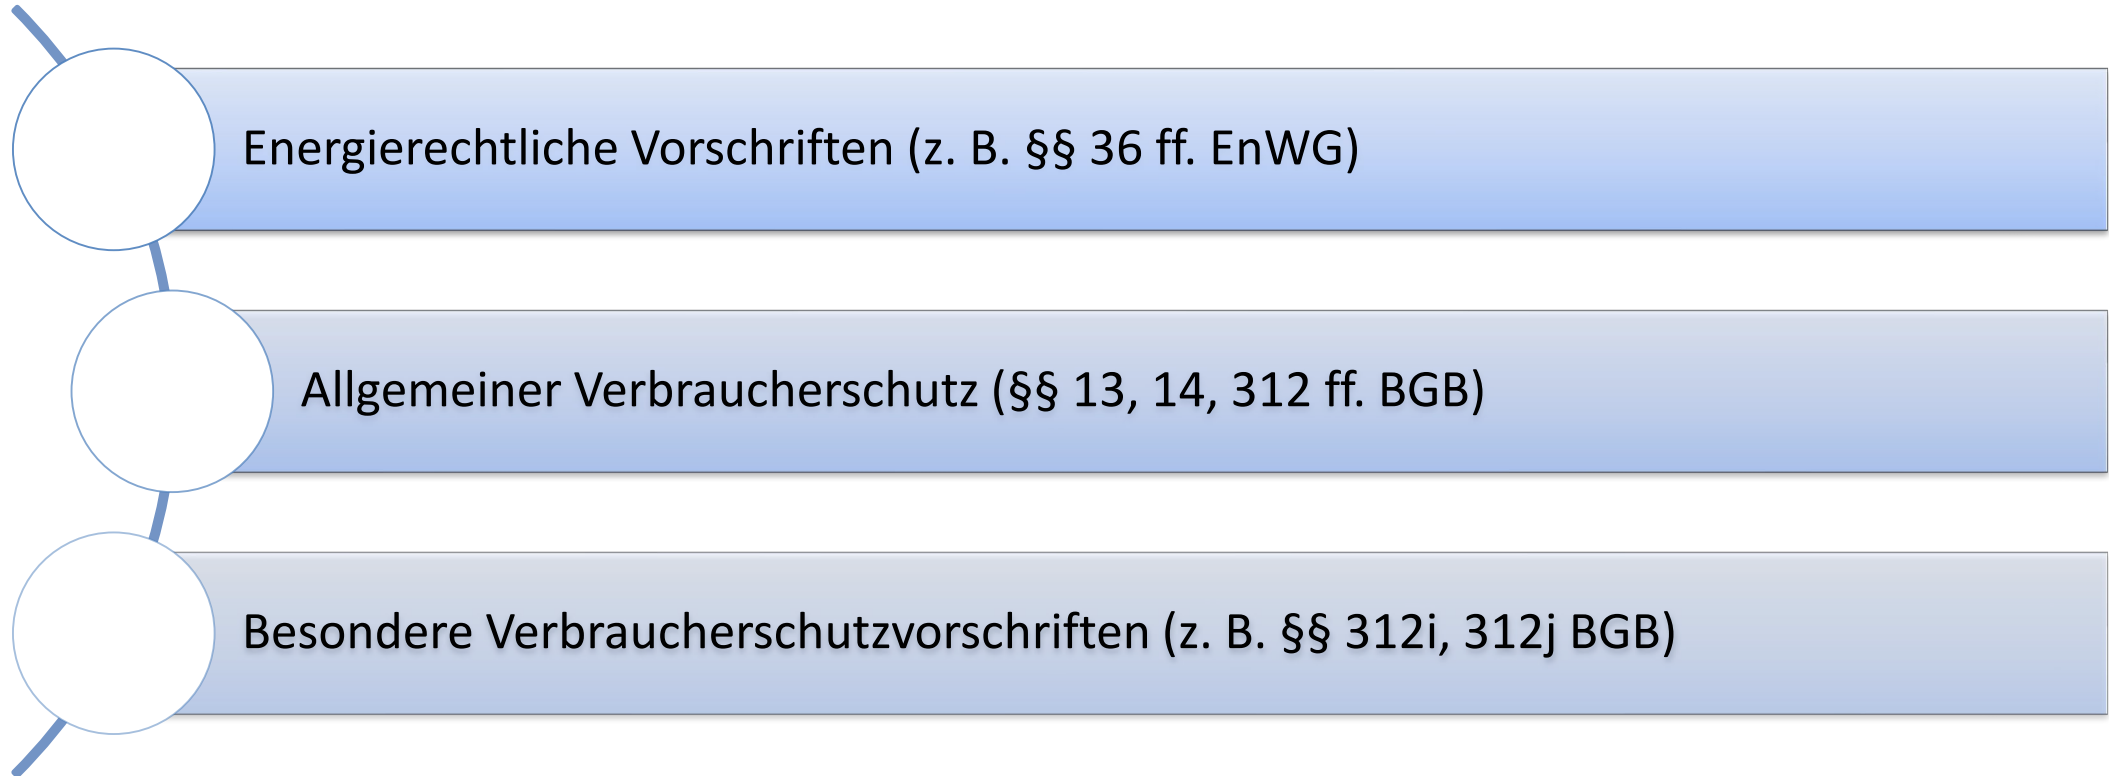 Energierechtliche Vorschriften (z. B. §§ 36 ff. EnWG)
Allgemeiner Verbraucherschutz (§§ 13, 14, 312 ff. BGB)
Besondere Verbraucherschutzvorschriften (z. B. §§ 312i, 312j BGB)